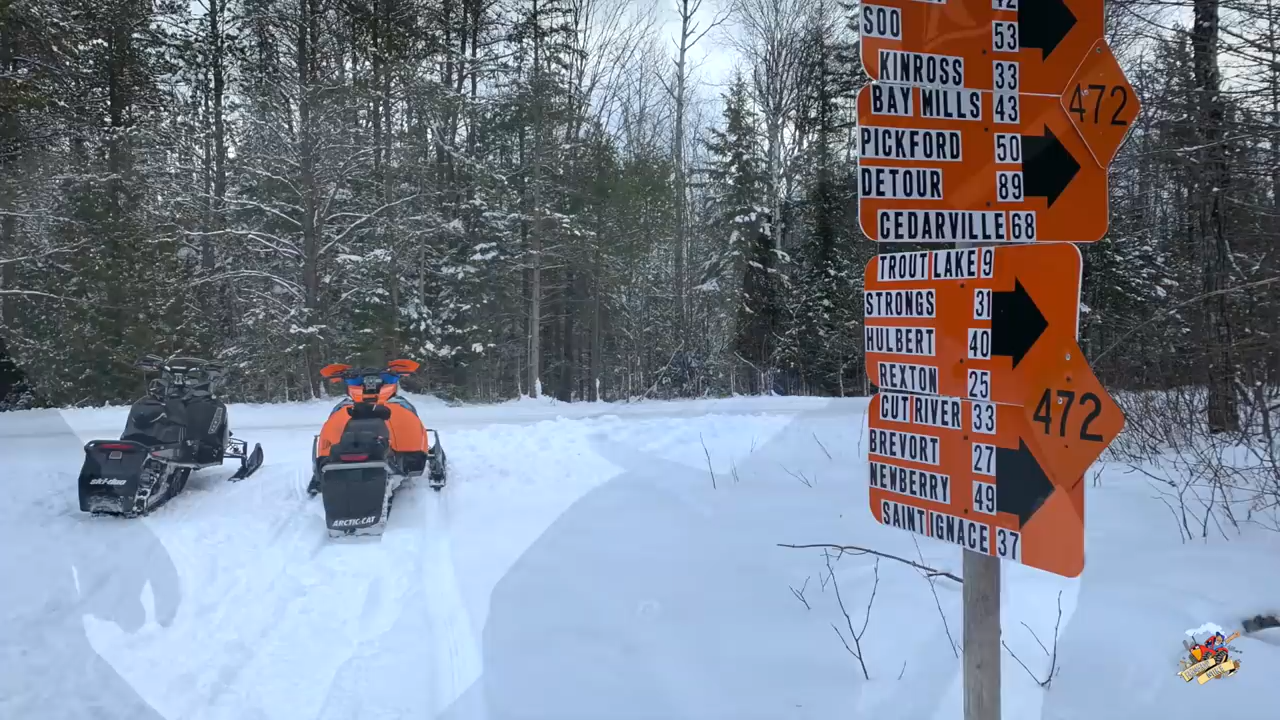 42
SOO 53
KINROSS 33
BAY MILLS 43
472
PICKFORD 50
DETOUR 89
CEDARVILLE 68
TROUT LAKE 9
STRONGS 31
HULBERT 40
REXTON 25
CUT RIVER 33
472
BREVORT 27
NEWBERRY 49
SAINT IGNACE 37
ski-doo
ARCTIC CAT